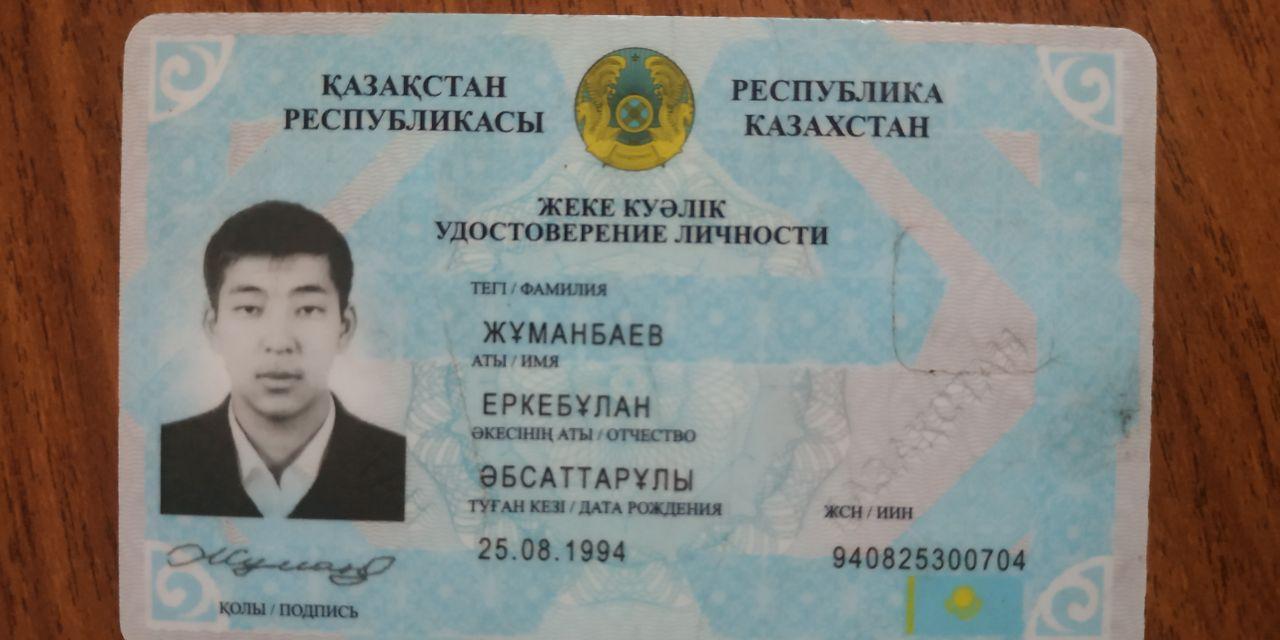 ҚАЗАҚСТАН
РЕСПУБЛИКАСЫ
РЕСПУБЛИКА
КАЗАХСТАН
ЖЕКЕ КУӘЛІК
УДОСТОВЕРЕНИЕ ЛИЧНОСТИ
ТЕГІ / ФАМИЛИЯ
ЖҰМАНБАЕВ
АТЫ / ИМЯ
ЕРКЕБҰЛАН
ӘКЕСІНІҢ АТЫ / ОТЧЕСТВО
ӘБСАТТАРҰЛЫ
ТУҒАН КЕЗІ / ДАТА РОЖДЕНИЯ
ЖСН / ИИН
25.08.1994
940825300704
ҚОЛЫ / ПОДПИСЬ